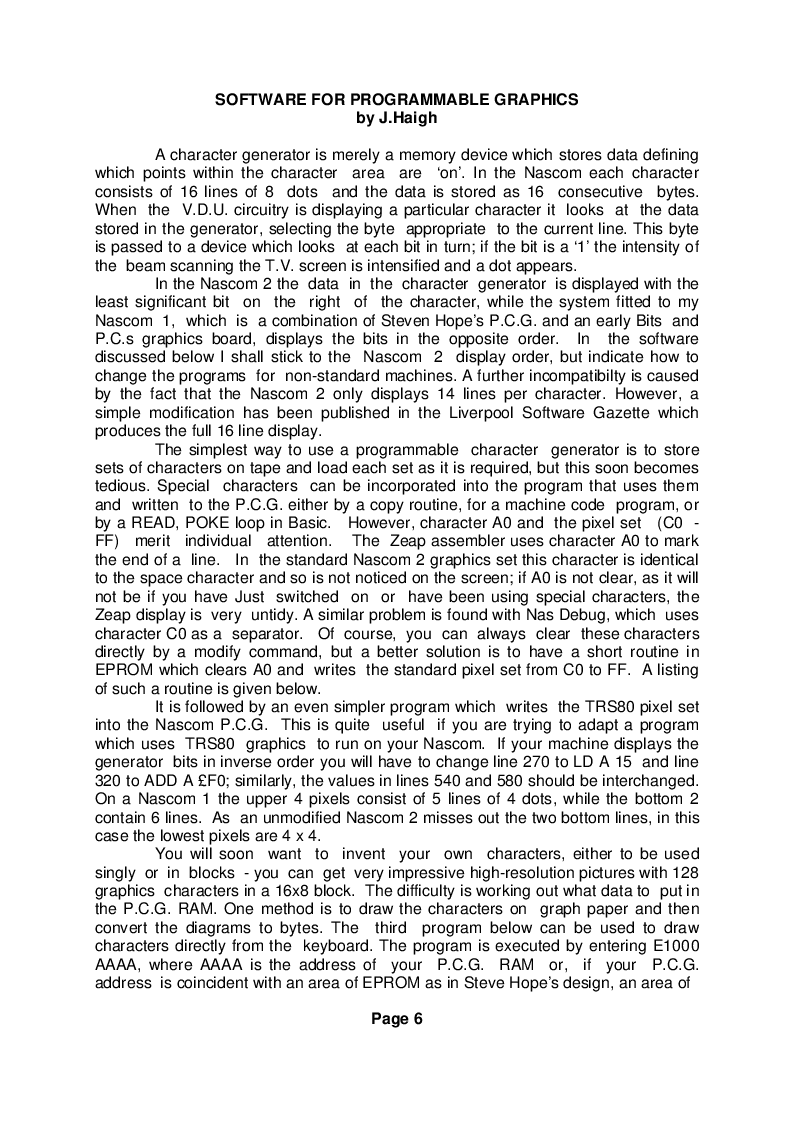 SOFTWARE FOR PROGRAMMABLE GRAPHICS
by J.Haigh
A character generator is merely a memory device which stores data defining
which points within the character area are ‘on’. In the Nascom each character
consists of 16 lines of 8 dots and the data is stored as 16 consecutive bytes.
When the V.D.U. circuitry is displaying a particular character it looks at the data
stored in the generator, selecting the byte appropriate to the current line. This byte
is passed to a device which looks at each bit in turn; if the bit is a ‘1’ the intensity of
the beam scanning the T.V. screen is intensified and a dot appears.
In the Nascom 2 the data in the character generator is displayed with the
least significant bit on the right of the character, while the system fitted to my
Nascom 1, which is a combination of Steven Hope’s P.C.G. and an early Bits and
P.C.s graphics board, displays the bits in the opposite order. In the software
discussed below I shall stick to the Nascom 2 display order, but indicate how to
change the programs for non-standard machines. A further incompatibilty is caused
by the fact that the Nascom 2 only displays 14 lines per character. However, a
simple modification has been published in the Liverpool Software Gazette which
produces the full 16 line display.
The simplest way to use a programmable character generator is to store
sets of characters on tape and load each set as it is required, but this soon becomes
tedious. Special characters can be incorporated into the program that uses them
and written to the P.C.G. either by a copy routine, for a machine code program, or
by a READ, POKE loop in Basic. However, character A0 and the pixel set (C0 -
FF) merit individual attention. The Zeap assembler uses character A0 to mark
the end of a line. In the standard Nascom 2 graphics set this character is identical
to the space character and so is not noticed on the screen; if A0 is not clear, as it will
not be if you have Just switched on or have been using special characters, the
Zeap display is very untidy. A similar problem is found with Nas Debug, which uses
character C0 as a separator. Of course, you can always clear these characters
directly by a modify command, but a better solution is to have a short routine in
EPROM which clears A0 and writes the standard pixel set from C0 to FF. A listing
of such a routine is given below.
It is followed by an even simpler program which writes the TRS80 pixel set
into the Nascom P.C.G. This is quite useful if you are trying to adapt a program
which uses TRS80 graphics to run on your Nascom. If your machine displays the
generator bits in inverse order you will have to change line 270 to LD A 15 and line
320 to ADD A £F0; similarly, the values in lines 540 and 580 should be interchanged.
On a Nascom 1 the upper 4 pixels consist of 5 lines of 4 dots, while the bottom 2
contain 6 lines. As an unmodified Nascom 2 misses out the two bottom lines, in this
case the lowest pixels are 4 x 4.
You will soon want to invent your own characters, either to be used
singly or in blocks - you can get very impressive high-resolution pictures with 128
graphics characters in a 16x8 block. The difficulty is working out what data to put in
the P.C.G. RAM. One method is to draw the characters on graph paper and then
convert the diagrams to bytes. The third program below can be used to draw
characters directly from the keyboard. The program is executed by entering E1000
AAAA, where AAAA is the address of your P.C.G. RAM or, if your P.C.G.
address is coincident with an area of EPROM as in Steve Hope’s design, an area of
Page 6